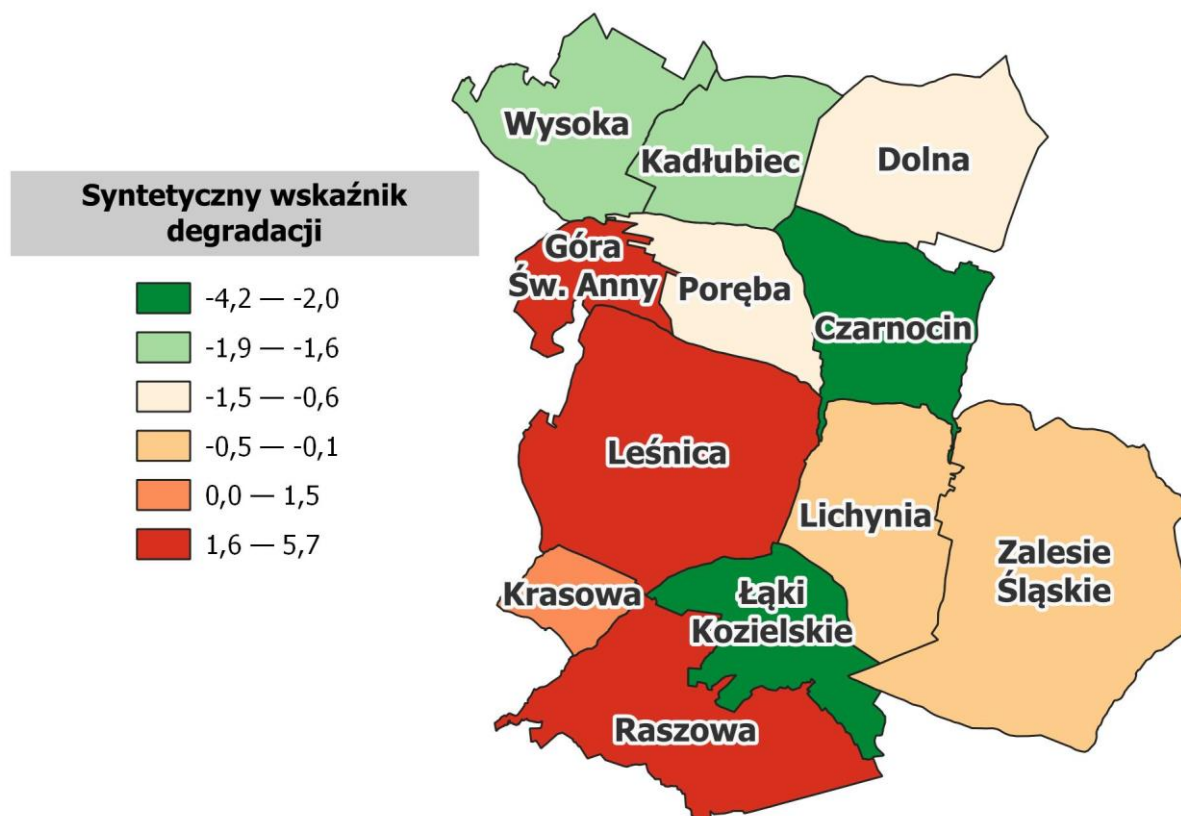 Syntetyczny wskaźnik
degradacji
-4,2 — -2,0
-1,9 — -1,6
-1,5 — -0,6
-0,5 — -0,1
0,0 — 1,5
1,6 — 5,7
Wysoka
Kadłubiec
Dolna
Góra
Św. Anny
Poręba
Czarnocin
Leśnica
Lichynia
Zalesie
Śląskie
Krasowa
Łąki
Kozielskie
Raszowa